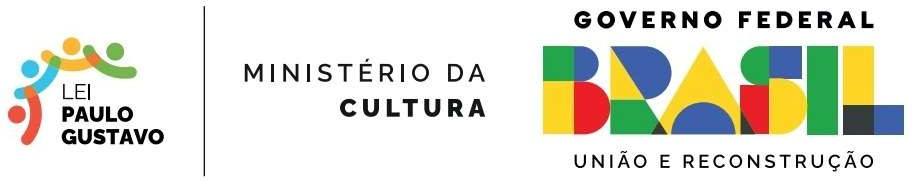 LEI
PAULO
GUSTAVO
MINISTÉRIO DA
CULTURA
GOVERNO FEDERAL
BRASIL
UNIÃO E RECONSTRUÇÃO